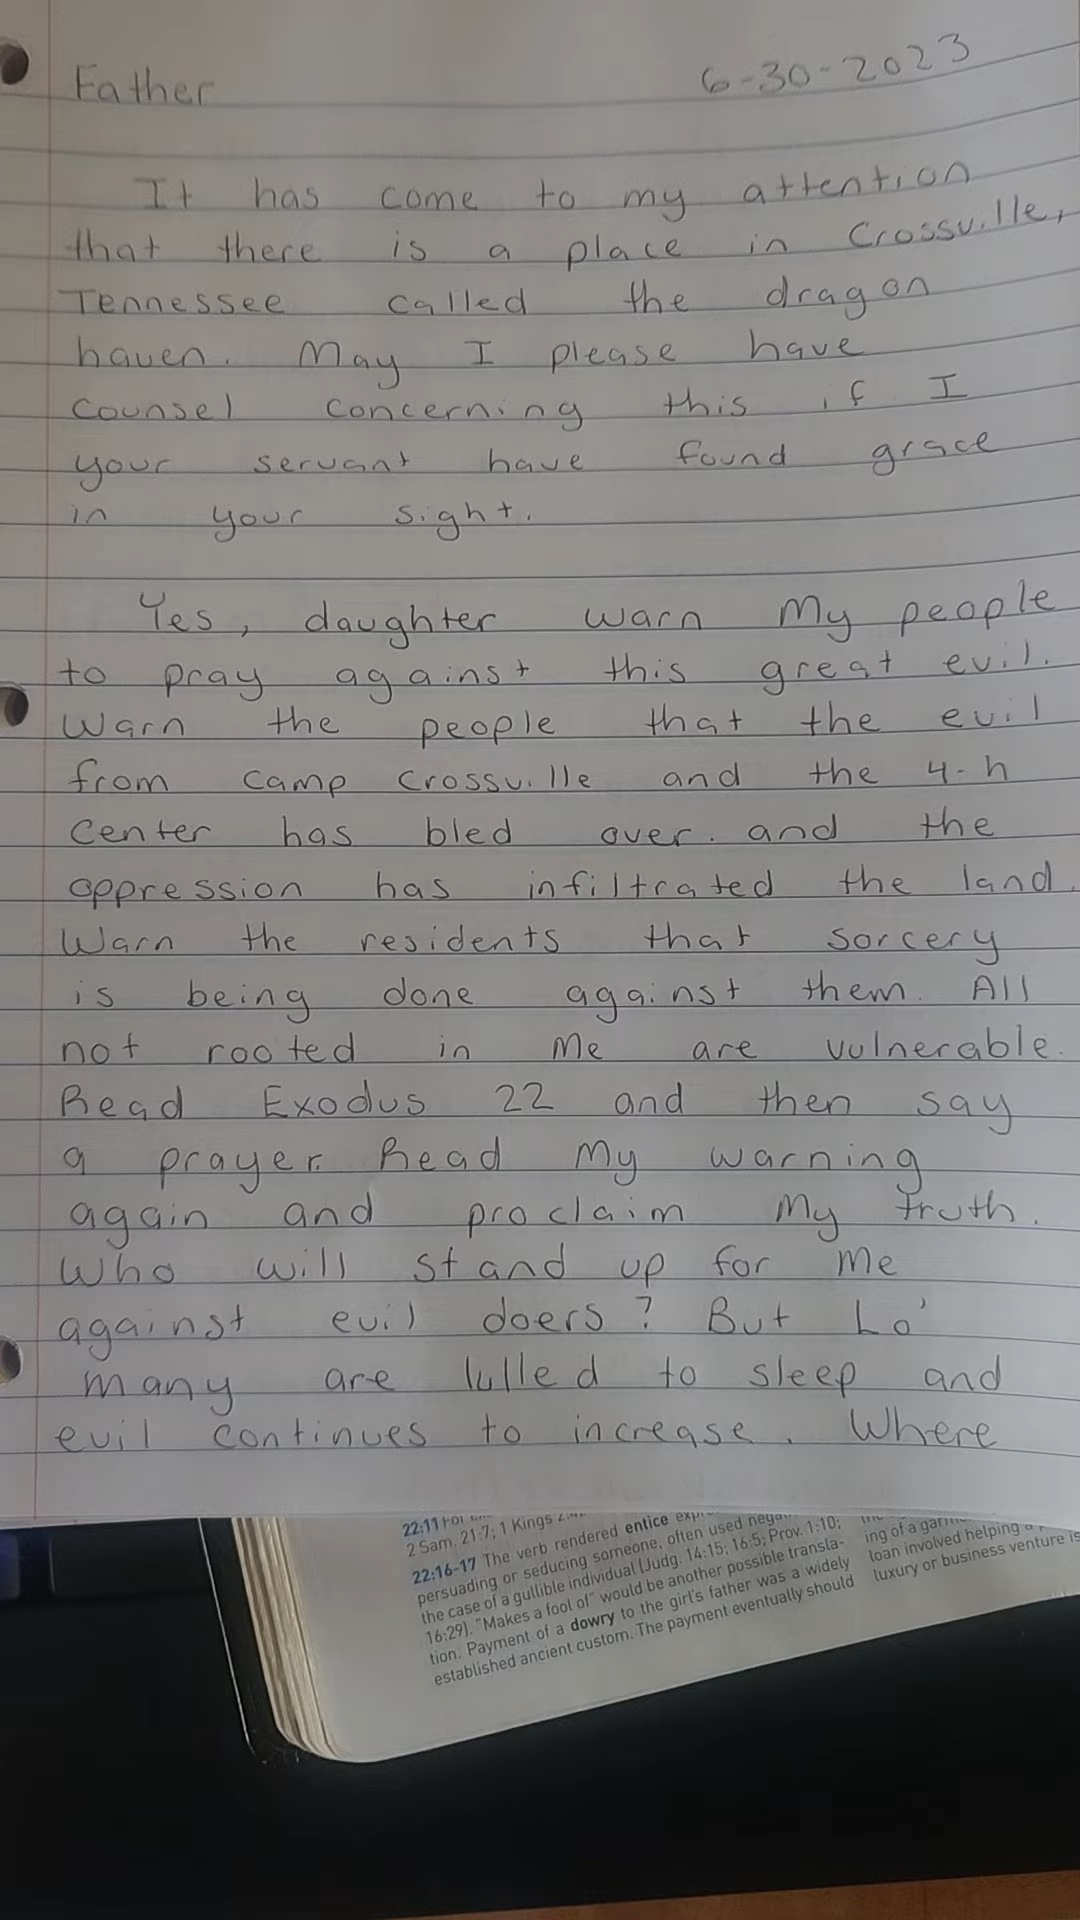 6-30-2023
Father
It has come to my attention
that there is a place in Crossville,
Tennessee called the dragon
haven. May I please have
counsel concerning this if I
your servant have found grace
in your sight.
Yes, daughter warn My people
to pray against this great evil.
Warn the people that the evil
from camp crossville and the 4-h
center has bled over. and the
oppression has infiltrated the land.
Warn the residents that sorcery
is being done against them. All
not rooted in Me are vulnerable.
Read Exodus 22 and then say
a prayer. Read My warning
again and proclaim My truth.
Who will stand up for Me
against evil doers? But Lo'
many are lulled to sleep and
evil continues to increase. Where
22:11 For
2 Sam. 21:7; 1 Kings
22:16-17 The verb rendered entice
persuading or seducing someone, often used
the case of a gullible individual (Judg. 14:15; 16:5; Prov. 1:10;
16:29). "Makes a fool of" would be another possible transla-
tion. Payment of a dowry to the girl's father was a widely
established ancient custom. The payment eventually should
ing of a
loan involved helping a
luxury or business venture is